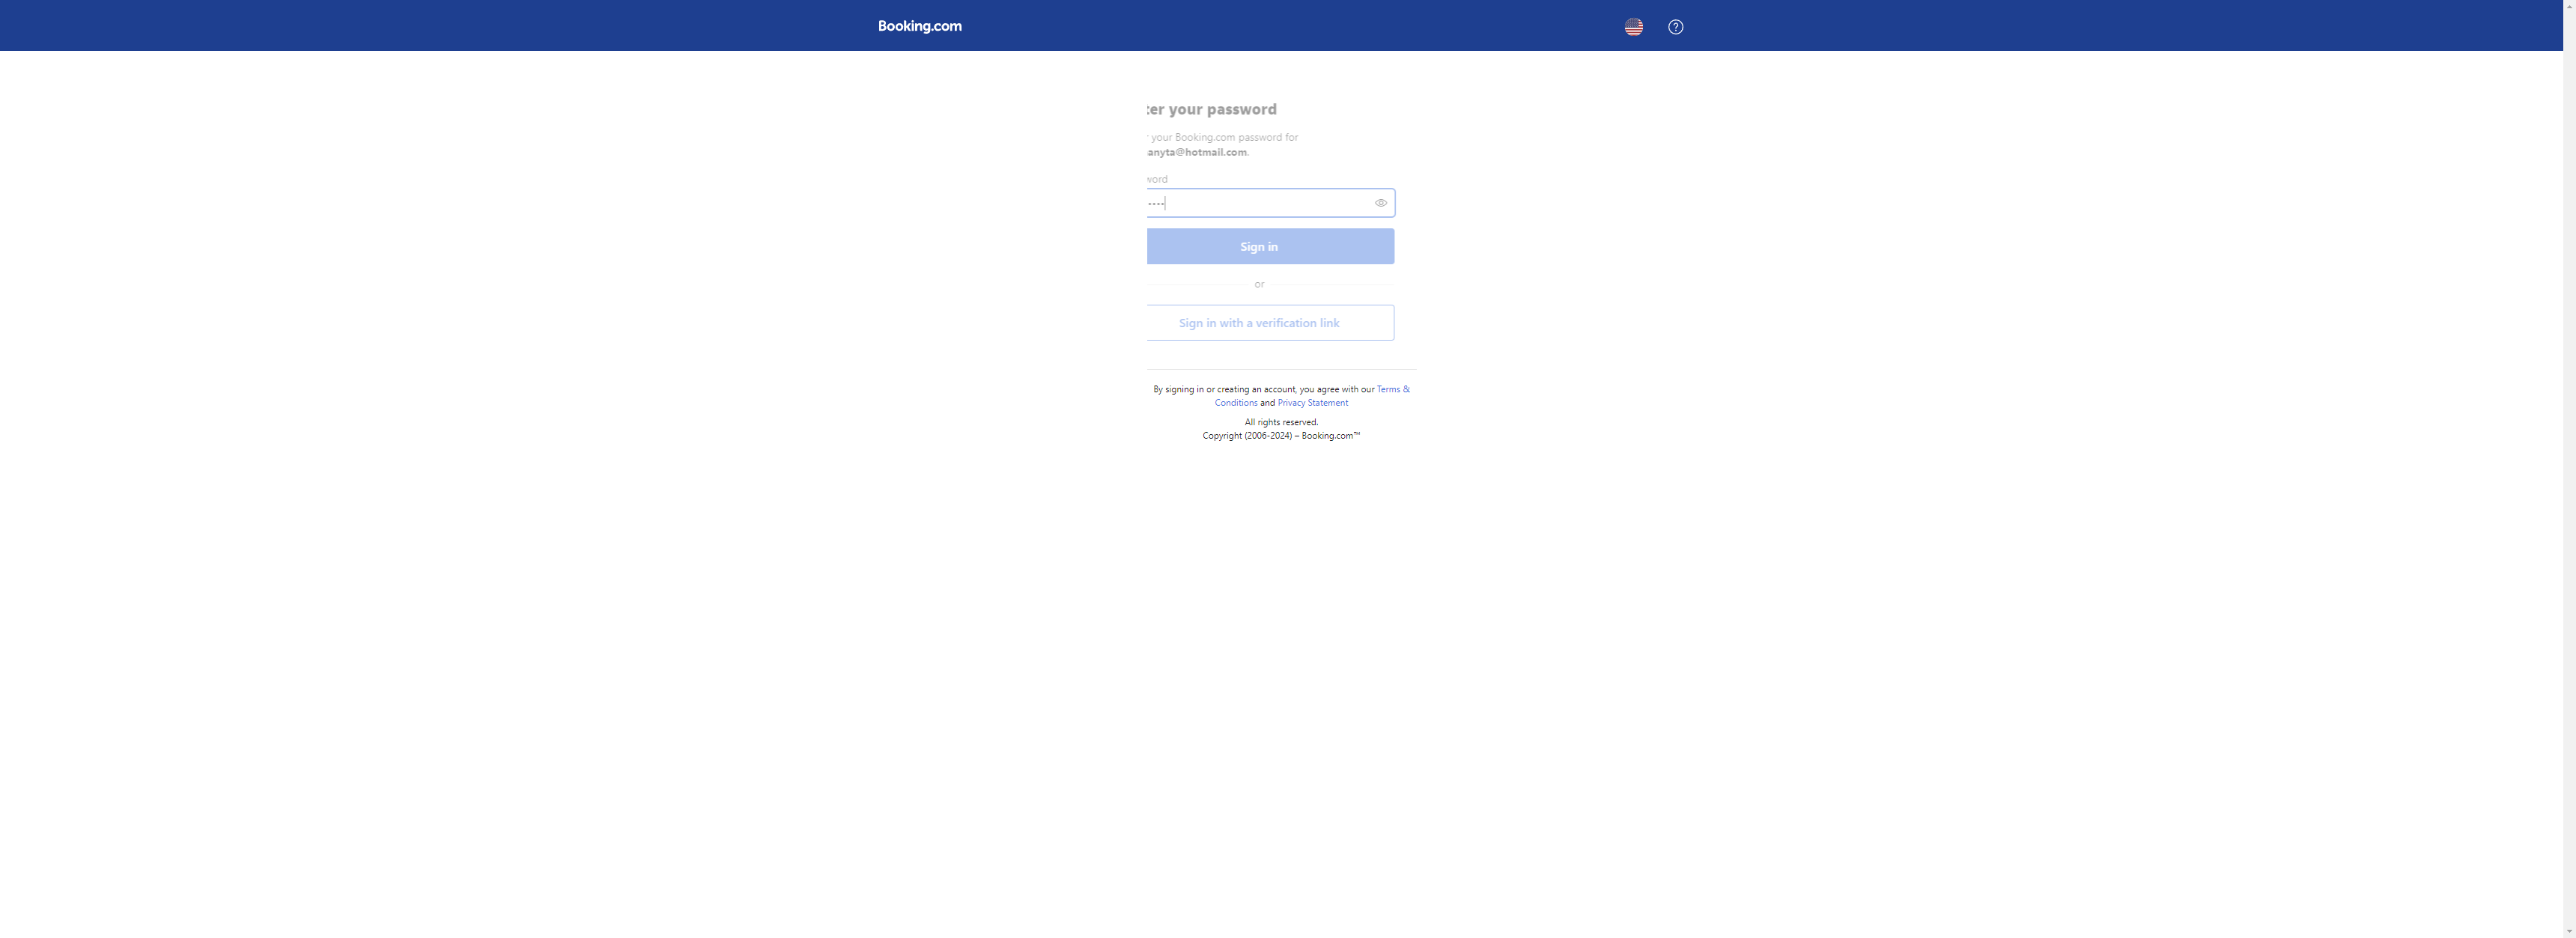 Booking.com
ter your password
your Booking.com password for
anyta@hotmail.com.
word
Sign in
or
Sign in with a verification link
By signing in or creating an account, you agree with our Terms &
Conditions and Privacy Statement
All rights reserved.
Copyright (2006-2024) – Booking.com™